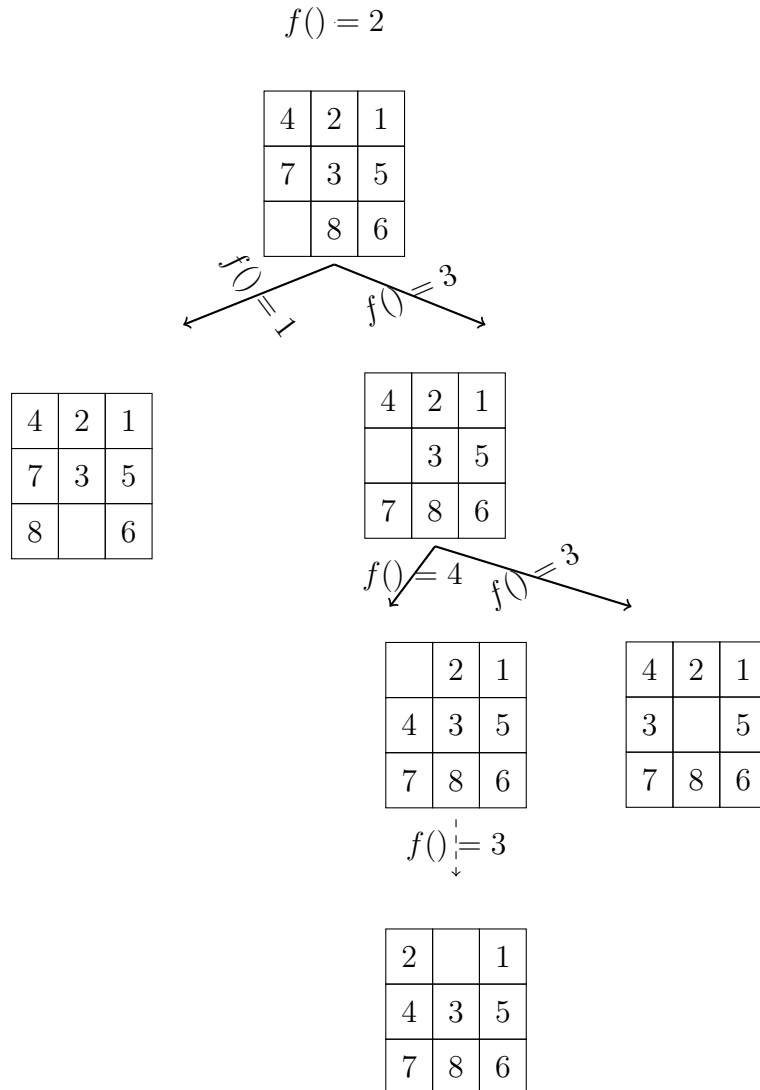 f() = 2
4 2 1
7 3 5
8 6
f() = 1
f() = 3
4 2 1
7 3 5
8 6
4 2 1
3 5
7 8 6
f() = 4
f() = 3
2 1
4 3 5
7 8 6
4 2 1
3 5
7 8 6
f() = 3
2 1
4 3 5
7 8 6